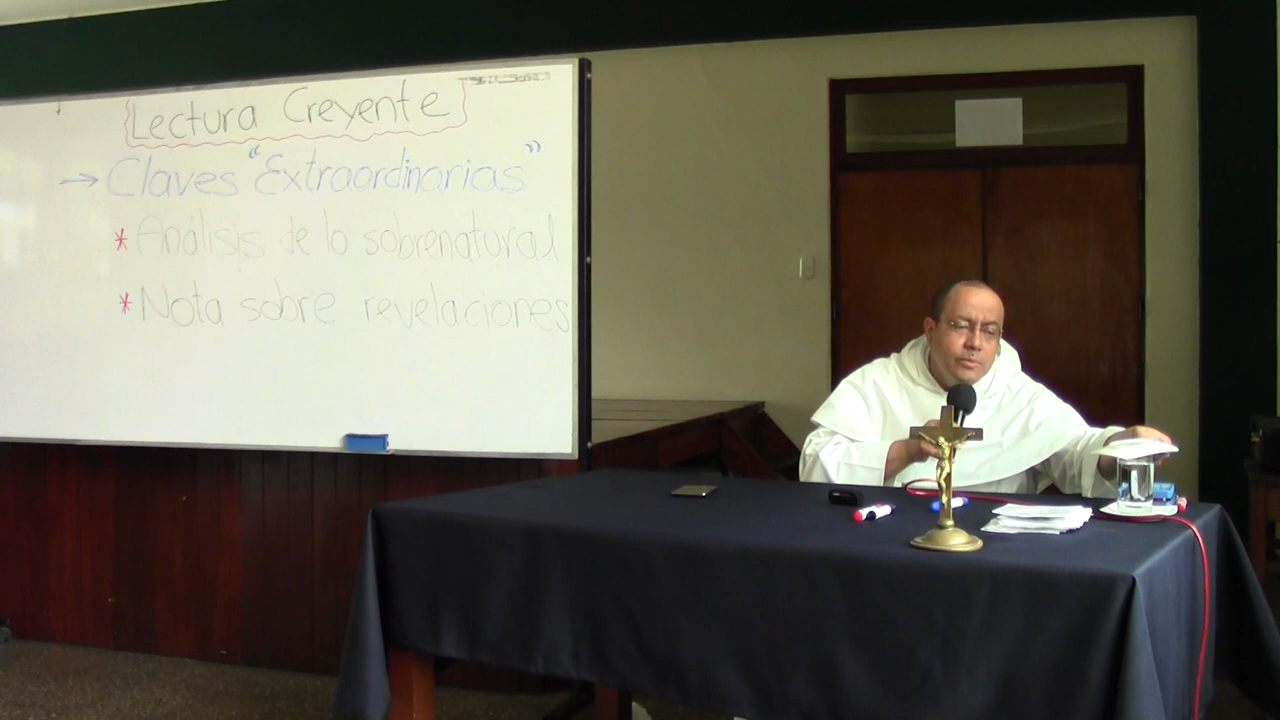 Lectura Creyente
→ Claves "Extraordinarias"
* Análisis de lo sobrenatural
* Nota sobre revelaciones